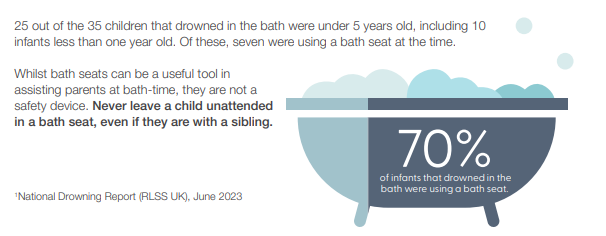 25 out of the 35 children that drowned in the bath were under 5 years old, including 10
infants less than one year old. Of these, seven were using a bath seat at the time.
Whilst bath seats can be a useful tool in
assisting parents at bath-time, they are not a
safety device. Never leave a child unattended
in a bath seat, even if they are with a sibling.
70%
of infants that drowned in the
bath were using a bath seat.
¹National Drowning Report (RLSS UK), June 2023